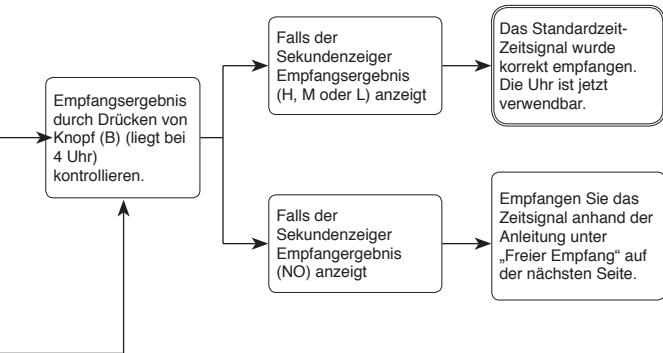 Empfangsergebnis
durch Drücken von
Knopf (B) (liegt bei
4 Uhr)
kontrollieren.
Falls der
Sekundenzeiger
Empfangsergebnis
(H, M oder L) anzeigt
Das Standardzeit-
Zeitsignal wurde
korrekt empfangen.
Die Uhr ist jetzt
verwendbar.
Falls der
Sekundenzeiger
Empfangergebnis
(NO) anzeigt
Empfangen Sie das
Zeitsignal anhand der
Anleitung unter
„Freier Empfang“ auf
der nächsten Seite.